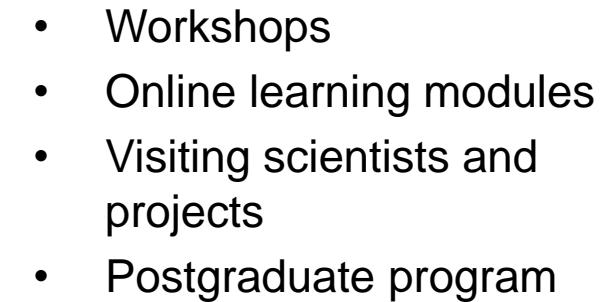 • Workshops
• Online learning modules
• Visiting scientists and
projects
• Postgraduate program